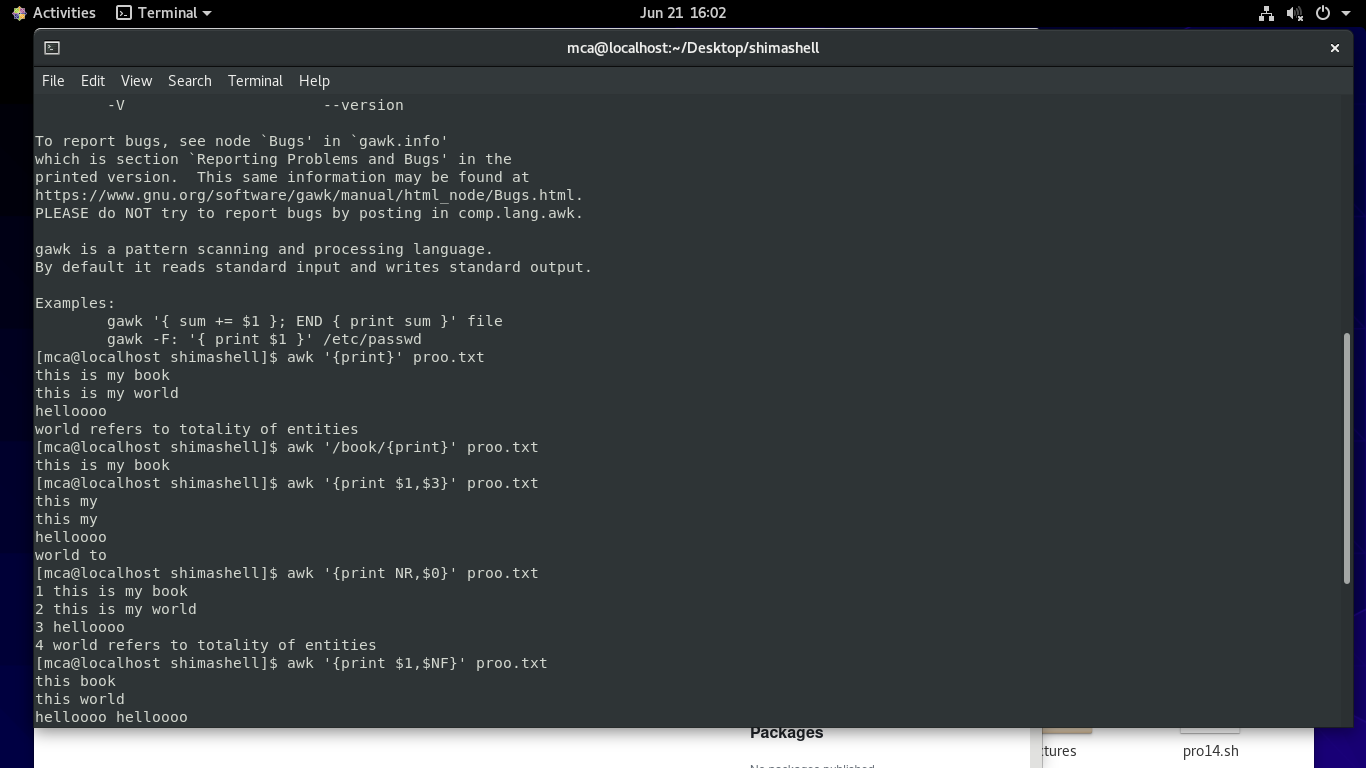 Activities Terminal Jun 21 16:02
mca@localhost:~/Desktop/shimashell
File Edit View Search Terminal Help
-V --version
To report bugs, see node `Bugs' in `gawk.info'
which is section `Reporting Problems and Bugs' in the
printed version. This same information may be found at
https://www.gnu.org/software/gawk/manual/html_node/Bugs.html.
PLEASE do NOT try to report bugs by posting in comp.lang.awk.
gawk is a pattern scanning and processing language.
By default it reads standard input and writes standard output.
Examples:
gawk '{ sum += $1 }; END { print sum }' file
gawk -F: '{ print $1 }' /etc/passwd
[mca@localhost shimashell]$ awk '{print}' proo.txt
this is my book
this is my world
helloooo
world refers to totality of entities
[mca@localhost shimashell]$ awk '/book/{print}' proo.txt
this is my book
[mca@localhost shimashell]$ awk '{print $1,$3}' proo.txt
this my
this my
helloooo
world to
[mca@localhost shimashell]$ awk '{print NR,$0}' proo.txt
1 this is my book
2 this is my world
3 helloooo
4 world refers to totality of entities
[mca@localhost shimashell]$ awk '{print $1,$NF}' proo.txt
this book
this world
helloooo helloooo
Packages
ctures pro14.sh
No packages published